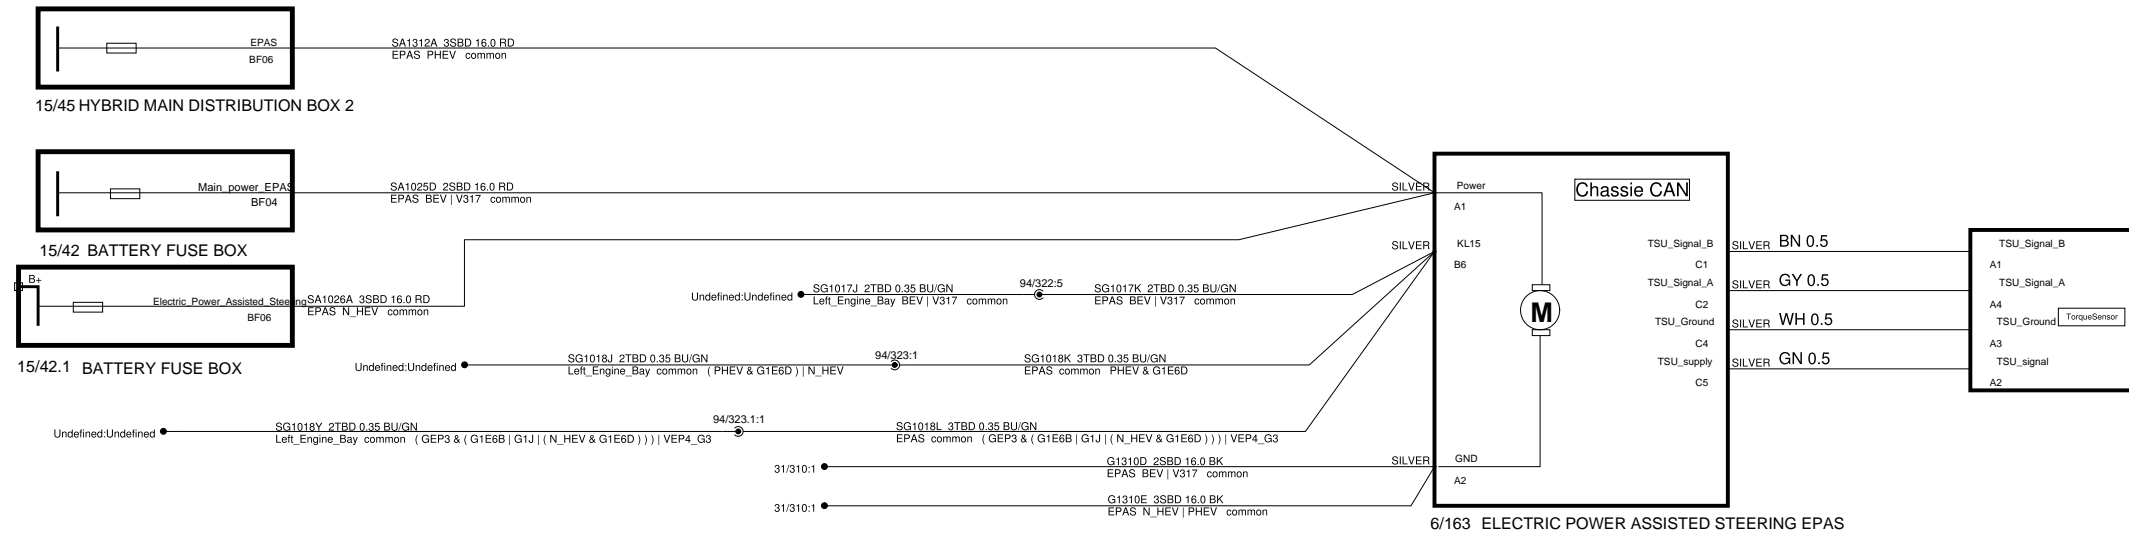 EPAS
BF06
SA1312A 3SBD 16.0 RD
EPAS PHEV common
15/45 HYBRID MAIN DISTRIBUTION BOX 2
Main_power_EPAS
BF04
SA1025D 2SBD 16.0 RD
EPAS BEV | V317 common
15/42 BATTERY FUSE BOX
B+
Electric_Power_Assisted_Steering
BF06
SA1026A 3SBD 16.0 RD
EPAS N_HEV common
15/42.1 BATTERY FUSE BOX
Undefined:Undefined
SG1017J 2TBD 0.35 BU/GN
Left_Engine_Bay BEV | V317 common
94/322:5
SG1017K 2TBD 0.35 BU/GN
EPAS BEV | V317 common
Undefined:Undefined
SG1018J 2TBD 0.35 BU/GN
Left_Engine_Bay common ( PHEV & G1E6D ) | N_HEV
94/323:1
SG1018K 3TBD 0.35 BU/GN
EPAS common PHEV & G1E6D
Undefined:Undefined
SG1018Y 2TBD 0.35 BU/GN
Left_Engine_Bay common ( GEP3 & ( G1E6B | G1J | ( N_HEV & G1E6D ) ) ) | VEP4_G3
94/323.1:1
SG1018L 3TBD 0.35 BU/GN
EPAS common ( GEP3 & ( G1E6B | G1J | ( N_HEV & G1E6D ) ) ) | VEP4_G3
31/310:1
G1310D 2SBD 16.0 BK
EPAS BEV | V317 common
31/310:1
G1310E 3SBD 16.0 BK
EPAS N_HEV | PHEV common
SILVER
Power
A1
SILVER
KL15
B6
SILVER
GND
A2
Chassie CAN
M
TSU_Signal_B
C1
TSU_Signal_A
C2
TSU_Ground
C4
TSU_supply
C5
6/163 ELECTRIC POWER ASSISTED STEERING EPAS
SILVER BN 0.5
SILVER GY 0.5
SILVER WH 0.5
SILVER GN 0.5
TSU_Signal_B
A1
TSU_Signal_A
A4
TSU_Ground
TorqueSensor
A3
TSU_signal
A2